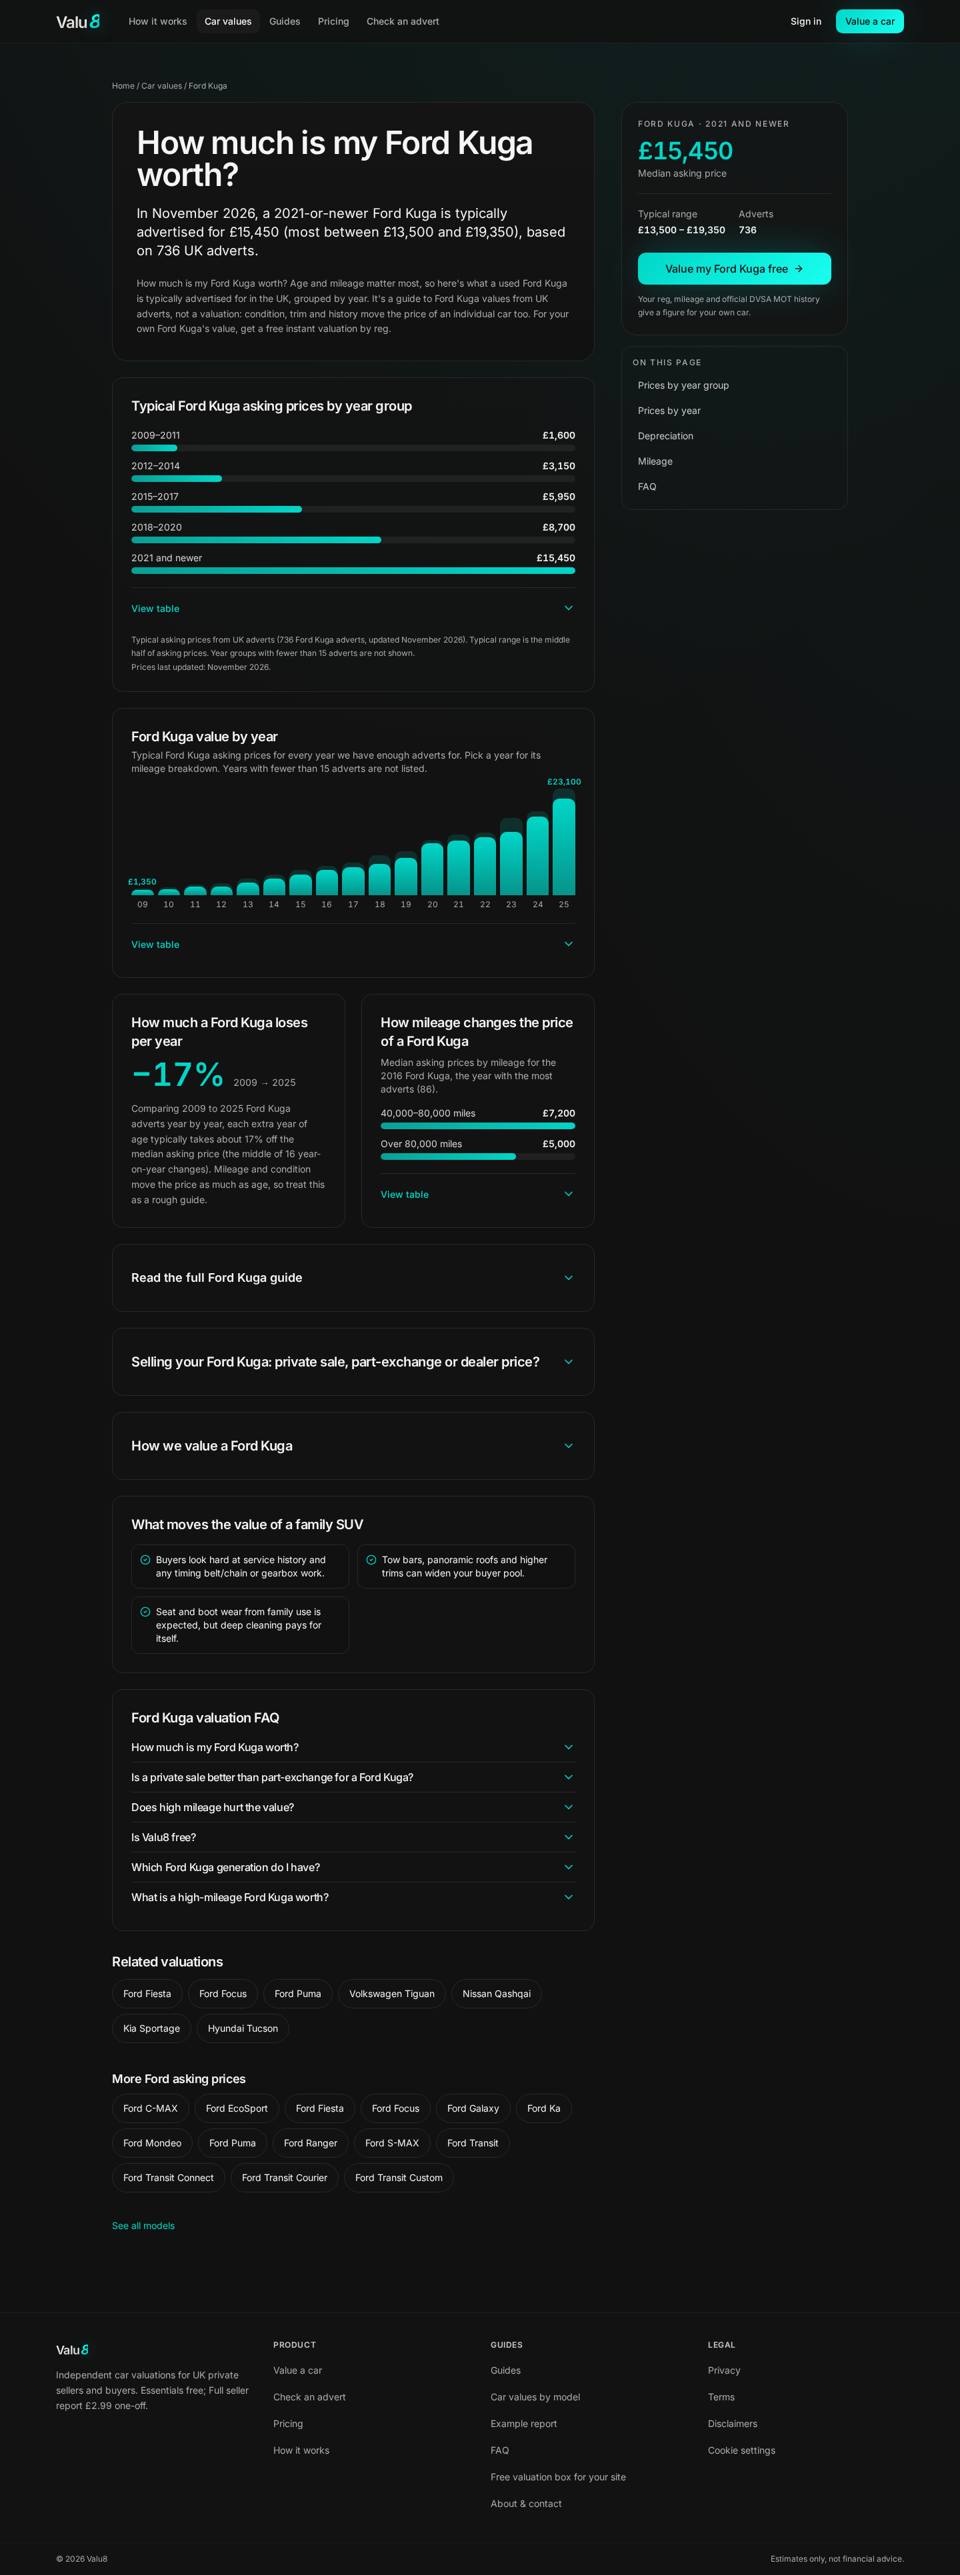 Valu8
How it works
Car values
Guides
Pricing
Check an advert
Sign in
Value a car
Home / Car values / Ford Kuga
How much is my Ford Kuga
worth?
In November 2026, a 2021-or-newer Ford Kuga is typically
advertised for £15,450 (most between £13,500 and £19,350), based
on 736 UK adverts.
How much is my Ford Kuga worth? Age and mileage matter most, so here's what a used Ford Kuga
is typically advertised for in the UK, grouped by year. It's a guide to Ford Kuga values from UK
adverts, not a valuation: condition, trim and history move the price of an individual car too. For your
own Ford Kuga's value, get a free instant valuation by reg.
FORD KUGA · 2021 AND NEWER
£15,450
Median asking price
Typical range
£13,500 – £19,350
Adverts
736
Value my Ford Kuga free →
Your reg, mileage and official DVSA MOT history
give a figure for your own car.
ON THIS PAGE
Prices by year group
Prices by year
Depreciation
Mileage
FAQ
Typical Ford Kuga asking prices by year group
2009–2011 £1,600
2012–2014 £3,150
2015–2017 £5,950
2018–2020 £8,700
2021 and newer £15,450
View table
Typical asking prices from UK adverts (736 Ford Kuga adverts, updated November 2026). Typical range is the middle
half of asking prices. Year groups with fewer than 15 adverts are not shown.
Prices last updated: November 2026.
Ford Kuga value by year
Typical Ford Kuga asking prices for every year we have enough adverts for. Pick a year for its
mileage breakdown. Years with fewer than 15 adverts are not listed.
£23,100
£1,350
09 10 11 12 13 14 15 16 17 18 19 20 21 22 23 24 25
View table
How much a Ford Kuga loses
per year
−17% 2009 → 2025
Comparing 2009 to 2025 Ford Kuga
adverts year by year, each extra year of
age typically takes about 17% off the
median asking price (the middle of 16 year-
on-year changes). Mileage and condition
move the price as much as age, so treat this
as a rough guide.
How mileage changes the price
of a Ford Kuga
Median asking prices by mileage for the
2016 Ford Kuga, the year with the most
adverts (86).
40,000–80,000 miles £7,200
Over 80,000 miles £5,000
View table
Read the full Ford Kuga guide
Selling your Ford Kuga: private sale, part-exchange or dealer price?
How we value a Ford Kuga
What moves the value of a family SUV
Buyers look hard at service history and
any timing belt/chain or gearbox work.
Tow bars, panoramic roofs and higher
trims can widen your buyer pool.
Seat and boot wear from family use is
expected, but deep cleaning pays for
itself.
Ford Kuga valuation FAQ
How much is my Ford Kuga worth?
Is a private sale better than part-exchange for a Ford Kuga?
Does high mileage hurt the value?
Is Valu8 free?
Which Ford Kuga generation do I have?
What is a high-mileage Ford Kuga worth?
Related valuations
Ford Fiesta
Ford Focus
Ford Puma
Volkswagen Tiguan
Nissan Qashqai
Kia Sportage
Hyundai Tucson
More Ford asking prices
Ford C-MAX
Ford EcoSport
Ford Fiesta
Ford Focus
Ford Galaxy
Ford Ka
Ford Mondeo
Ford Puma
Ford Ranger
Ford S-MAX
Ford Transit
Ford Transit Connect
Ford Transit Courier
Ford Transit Custom
See all models
Valu8
Independent car valuations for UK private
sellers and buyers. Essentials free; Full seller
report £2.99 one-off.
PRODUCT
Value a car
Check an advert
Pricing
How it works
GUIDES
Guides
Car values by model
Example report
FAQ
Free valuation box for your site
About & contact
LEGAL
Privacy
Terms
Disclaimers
Cookie settings
© 2026 Valu8
Estimates only, not financial advice.